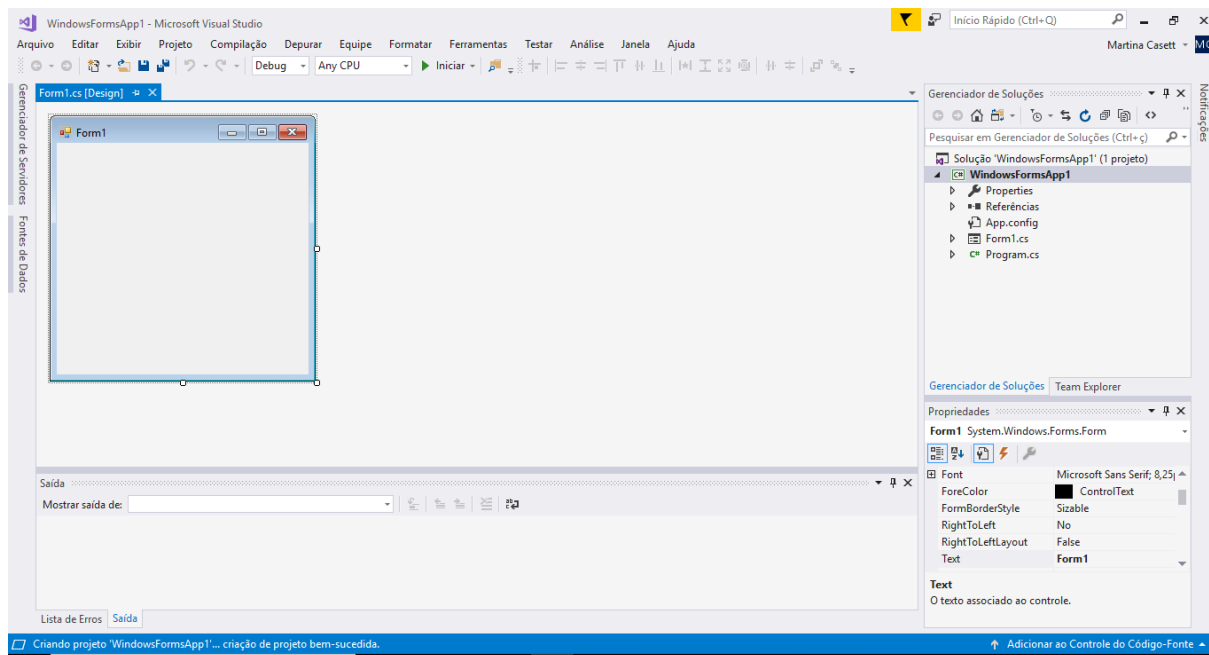 WindowsFormsApp1 - Microsoft Visual Studio
Início Rápido (Ctrl+Q)
Arquivo Editar Exibir Projeto Compilação Depurar Equipe Formatar Ferramentas Testar Análise Janela Ajuda
Martina Casett
Debug Any CPU Iniciar
Gerenciador de Servidores
Fontes de Dados
Form1.cs [Design]
Form1
Gerenciador de Soluções
Pesquisar em Gerenciador de Soluções (Ctrl+ç)
Solução 'WindowsFormsApp1' (1 projeto)
C# WindowsFormsApp1
Properties
Referências
App.config
Form1.cs
C# Program.cs
Gerenciador de Soluções Team Explorer
Notificações
Propriedades
Form1 System.Windows.Forms.Form
Font Microsoft Sans Serif; 8,25
ForeColor ControlText
FormBorderStyle Sizable
RightToLeft No
RightToLeftLayout False
Text Form1
Text
O texto associado ao controle.
Saída
Mostrar saída de:
Lista de Erros Saída
Criando projeto 'WindowsFormsApp1'... criação de projeto bem-sucedida.
Adicionar ao Controle do Código-Fonte